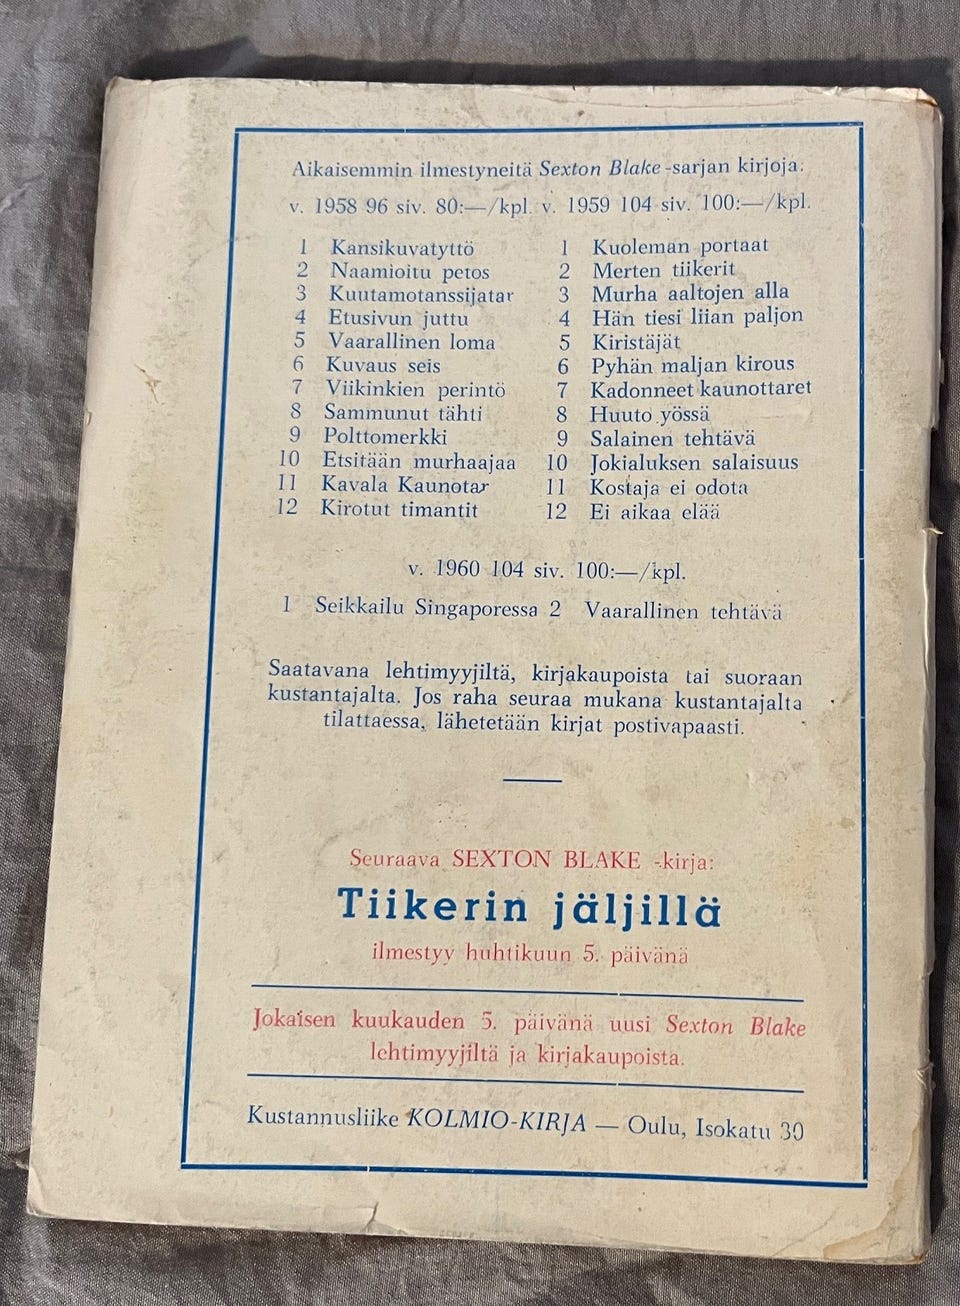 Aikaisemmin ilmestyneitä Sexton Blake -sarjan kirjoja:
v. 1958 96 siv. 80:—/kpl. v. 1959 104 siv. 100:—/kpl.
1 Kansikuvatyttö
2 Naamioitu petos
3 Kuutamotanssijatar
4 Etusivun juttu
5 Vaarallinen loma
6 Kuvaus seis
7 Viikinkien perintö
8 Sammunut tähti
9 Polttomerkki
10 Etsitään murhaajaa
11 Kavala Kaunotar
12 Kirotut timantit
1 Kuoleman portaat
2 Merten tiikerit
3 Murha aaltojen alla
4 Hän tiesi liian paljon
5 Kiristäjät
6 Pyhän maljan kirous
7 Kadonneet kaunottaret
8 Huuto yössä
9 Salainen tehtävä
10 Jokialuksen salaisuus
11 Kostaja ei odota
12 Ei aikaa elää
v. 1960 104 siv. 100:—/kpl.
1 Seikkailu Singaporessa 2 Vaarallinen tehtävä
Saatavana lehtimyyjiltä, kirjakaupoista tai suoraan
kustantajalta. Jos raha seuraa mukana kustantajalta
tilattaessa, lähetetään kirjat postivapaasti.
Seuraava SEXTON BLAKE -kirja:
Tiikerin jäljillä
ilmestyy huhtikuun 5. päivänä
Jokaisen kuukauden 5. päivänä uusi Sexton Blake
lehtimyyjiltä ja kirjakaupoista.
Kustannusliike KOLMIO-KIRJA — Oulu, Isokatu 30